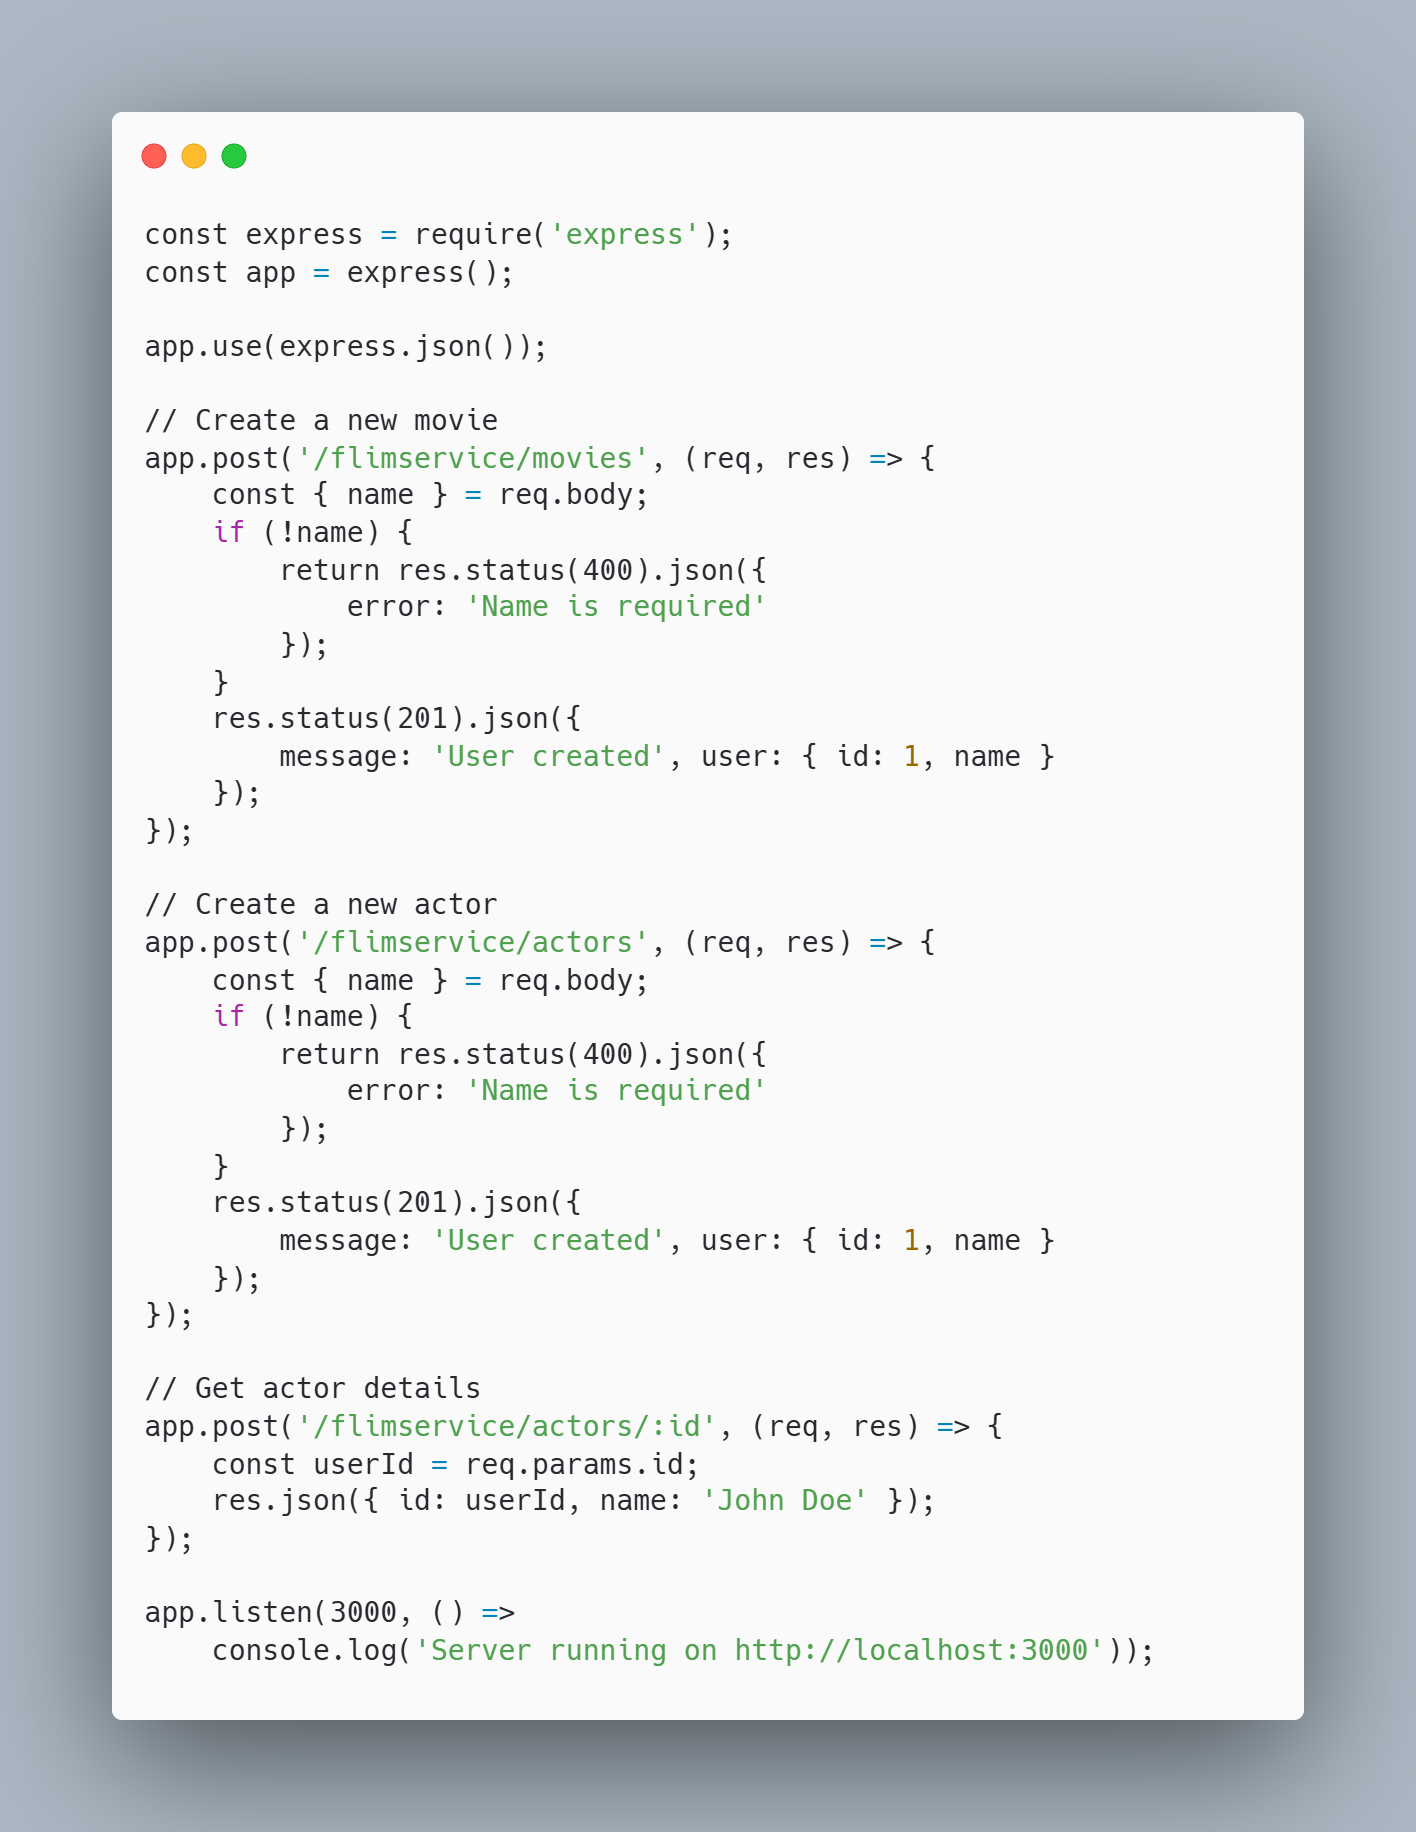 const express = require('express');
const app = express();

app.use(express.json());

// Create a new movie
app.post('/flimservice/movies', (req, res) => {
    const { name } = req.body;
    if (!name) {
        return res.status(400).json({
            error: 'Name is required'
        });
    }
    res.status(201).json({
        message: 'User created', user: { id: 1, name }
    });
});

// Create a new actor
app.post('/flimservice/actors', (req, res) => {
    const { name } = req.body;
    if (!name) {
        return res.status(400).json({
            error: 'Name is required'
        });
    }
    res.status(201).json({
        message: 'User created', user: { id: 1, name }
    });
});

// Get actor details
app.post('/flimservice/actors/:id', (req, res) => {
    const userId = req.params.id;
    res.json({ id: userId, name: 'John Doe' });
});

app.listen(3000, () =>
    console.log('Server running on http://localhost:3000'));